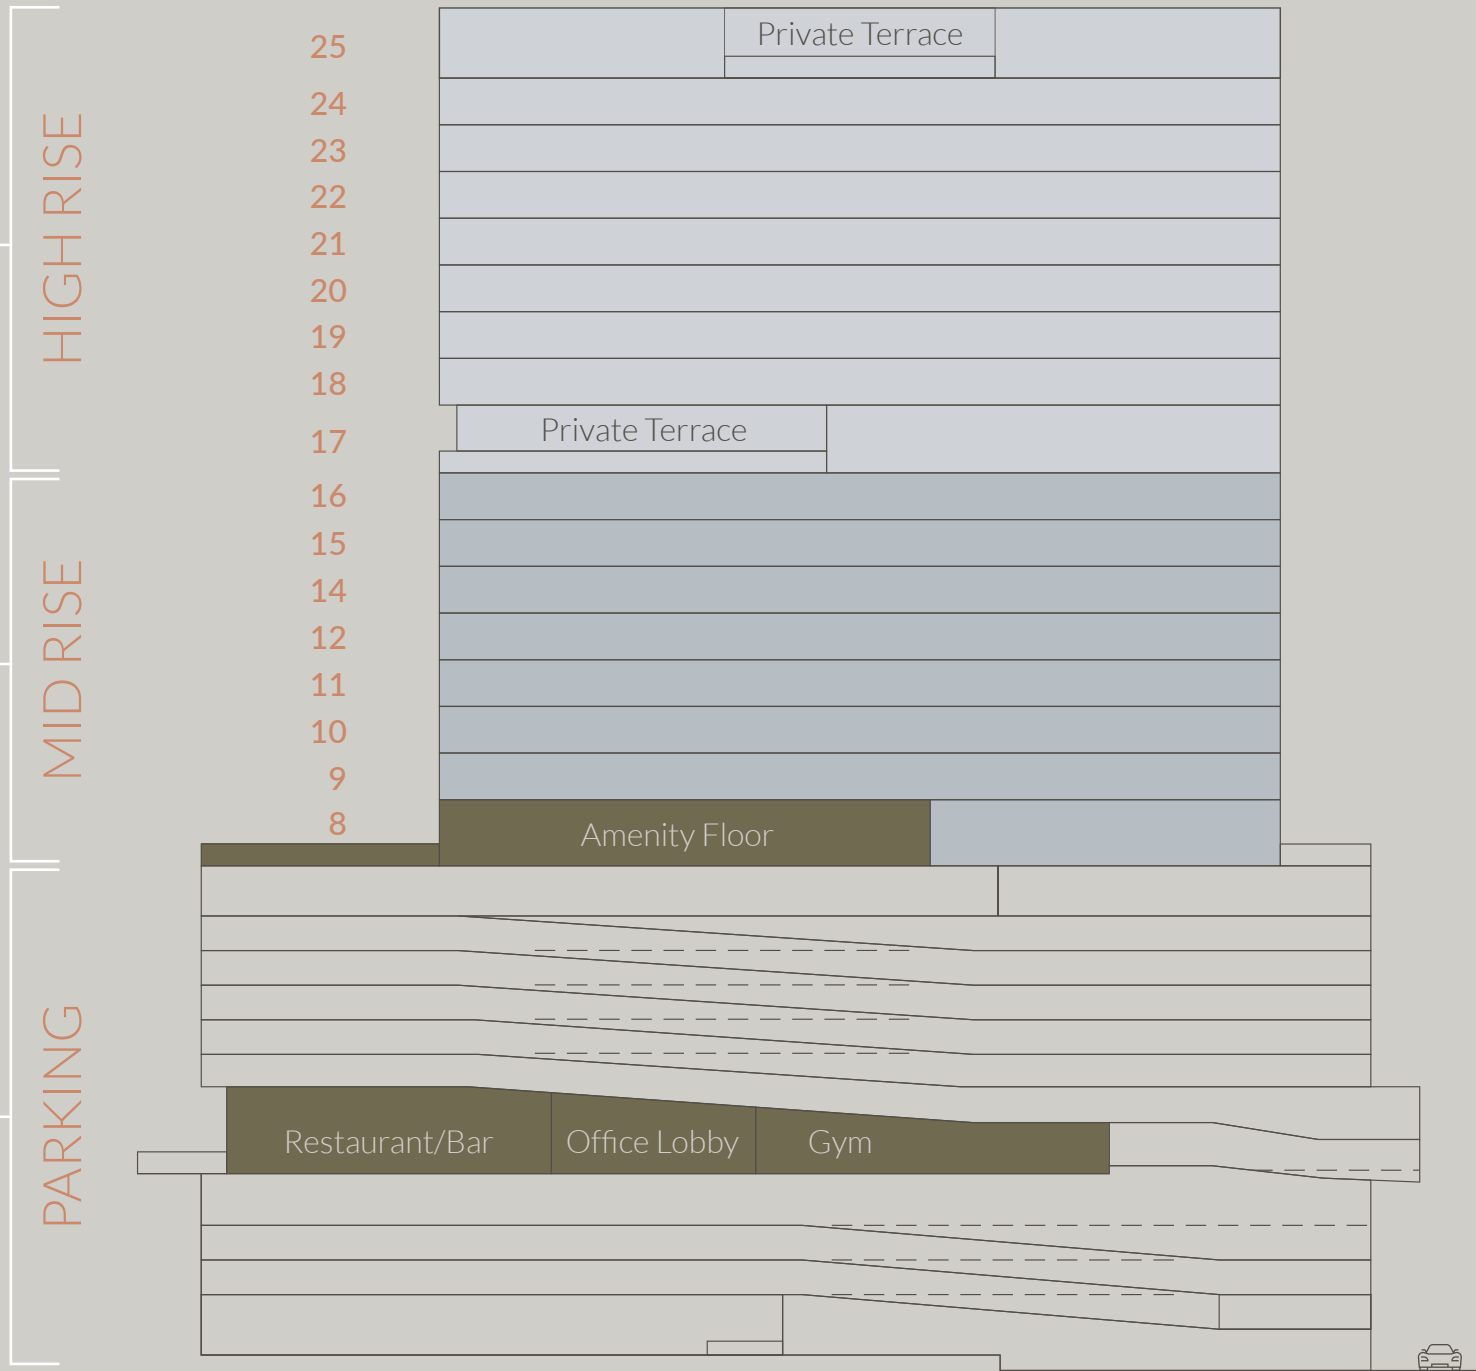 HIGH RISE
25
Private Terrace
24
23
22
21
20
19
18
17
Private Terrace
MID RISE
16
15
14
12
11
10
9
8
Amenity Floor
PARKING
Restaurant/Bar
Office Lobby
Gym